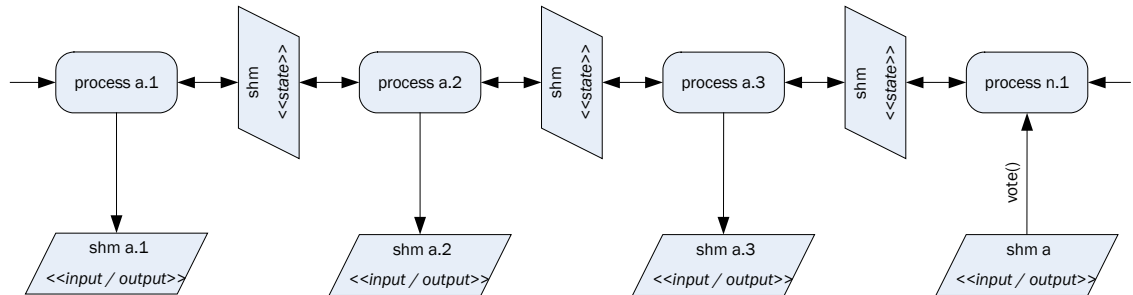 process a.1
shm
<<state>>
process a.2
shm
<<state>>
process a.3
shm
<<state>>
process n.1
vote()
shm a.1
<<input / output>>
shm a.2
<<input / output>>
shm a.3
<<input / output>>
shm a
<<input / output>>